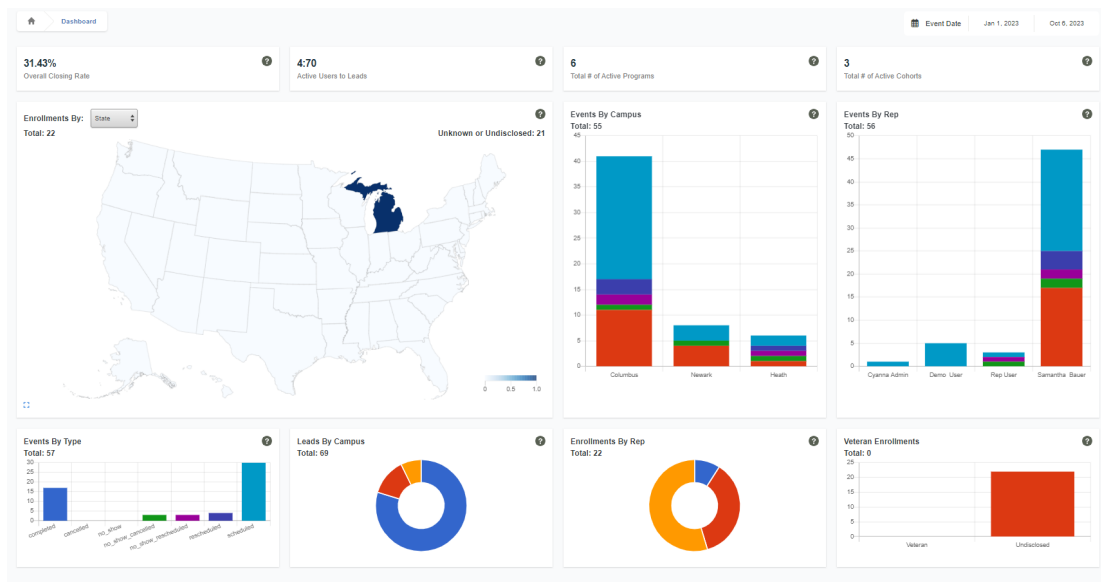 Dashboard
Event Date Jan 1, 2023 Oct 6, 2023
31.43%
Overall Closing Rate
4:70
Active Users to Leads
6
Total # of Active Programs
3
Total # of Active Cohorts
Enrollments By: State
Total: 22
Unknown or Undisclosed: 21
0 0.5 1.0
Events By Campus
Total: 55
45
40
35
30
25
20
15
10
5
0
Columbus Newark Heath
Events By Rep
Total: 56
50
45
40
35
30
25
20
15
10
5
0
Cyanna Admin Demo User Rep User Samantha Bauer
Events By Type
Total: 57
30
25
20
15
10
5
0
completed cancelled no_show no_show_cancelled no_show_rescheduled rescheduled scheduled
Leads By Campus
Total: 69
Enrollments By Rep
Total: 22
Veteran Enrollments
Total: 0
25
20
15
10
5
0
Veteran Undisclosed